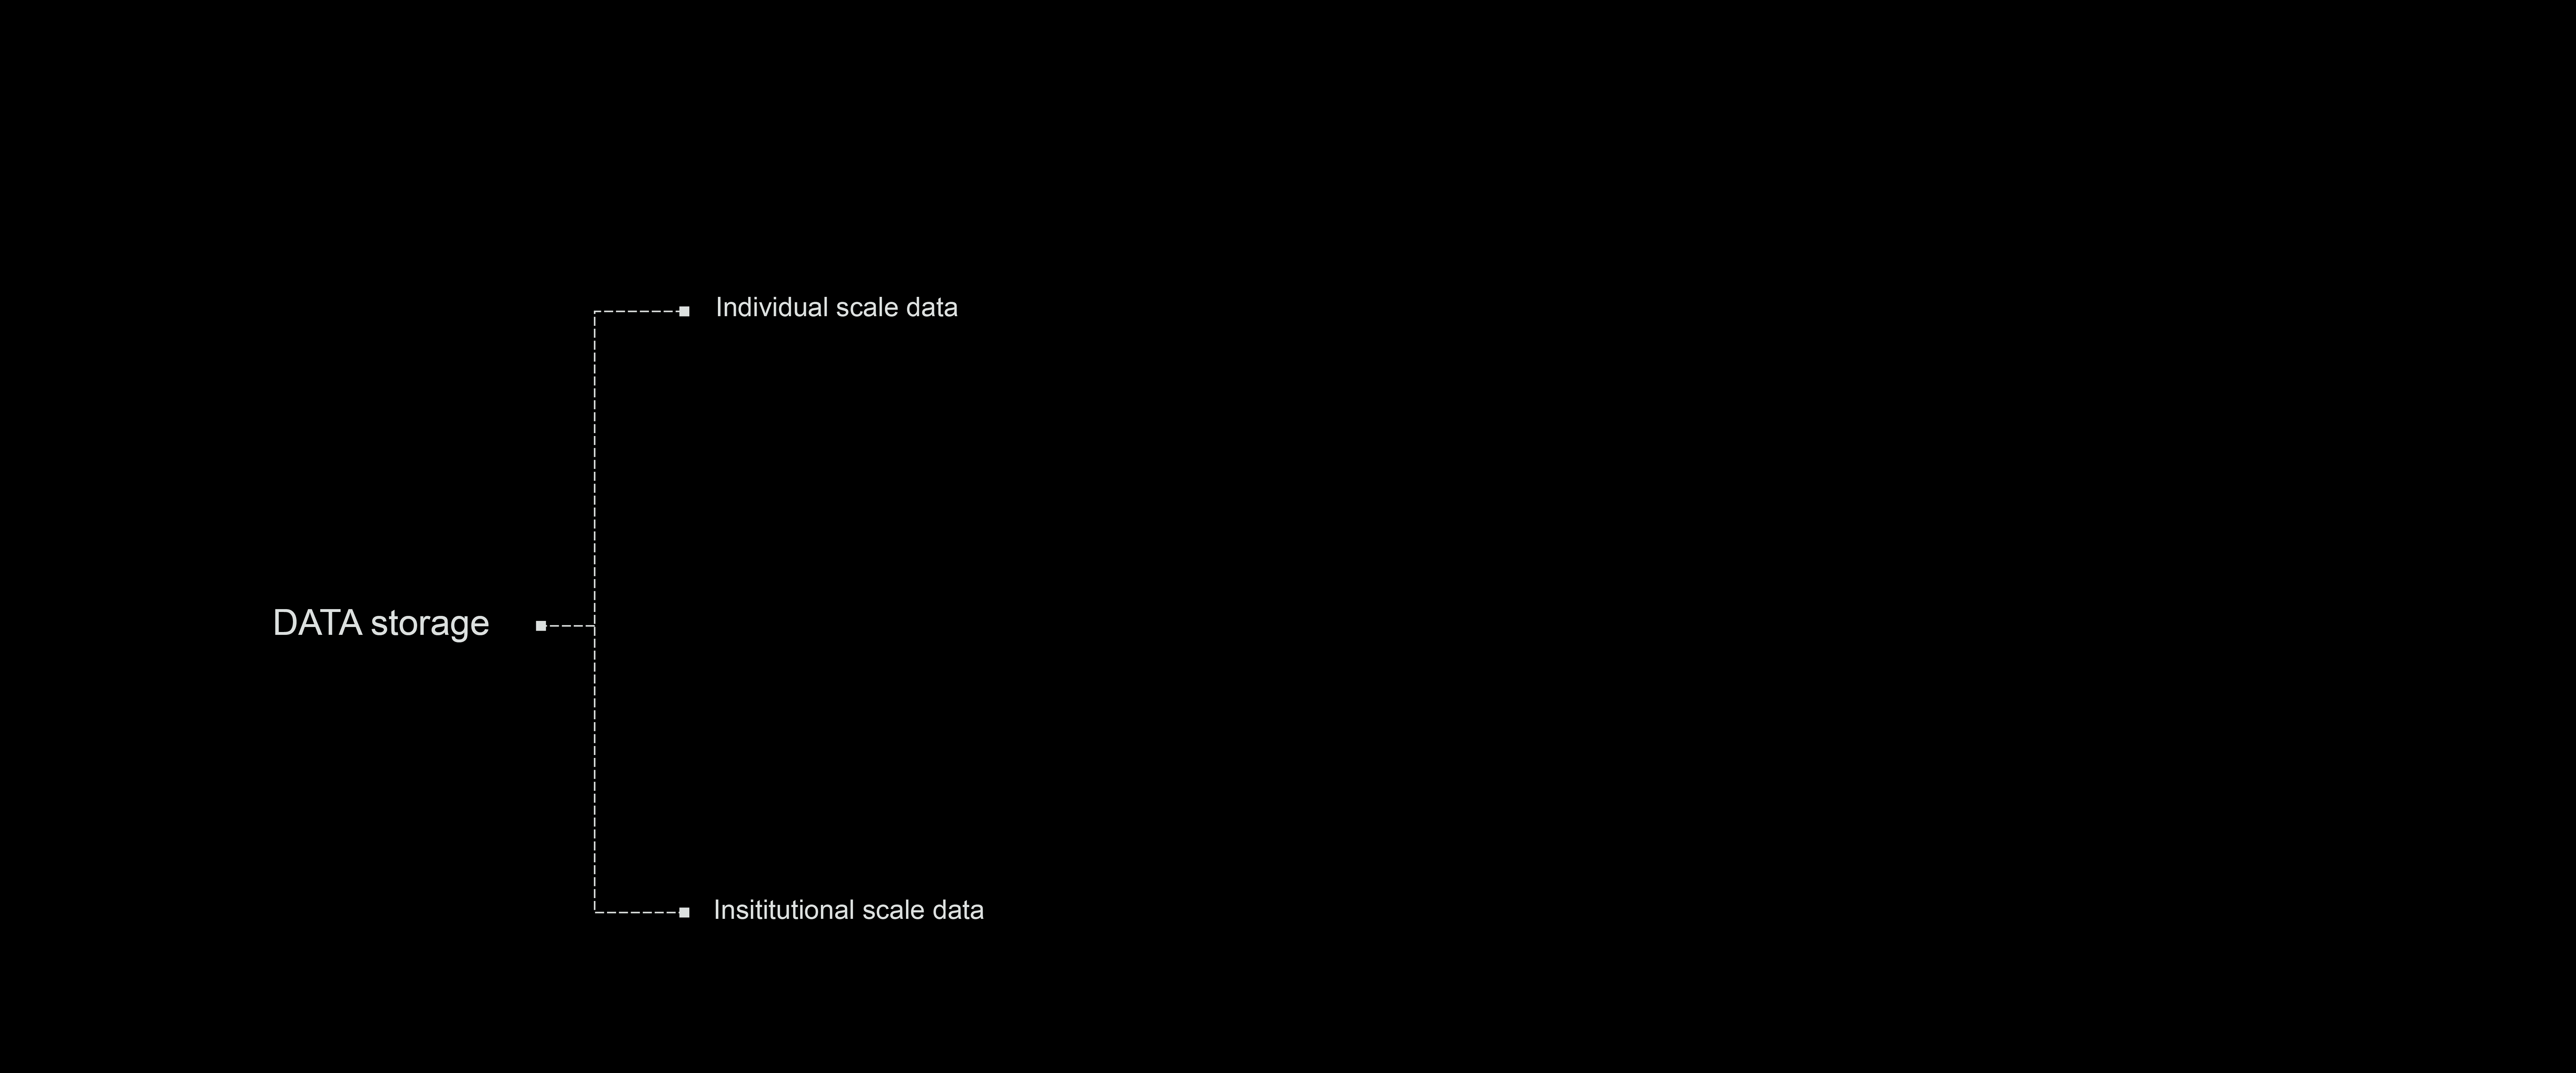 Individual scale data
DATA storage
Insititutional scale data